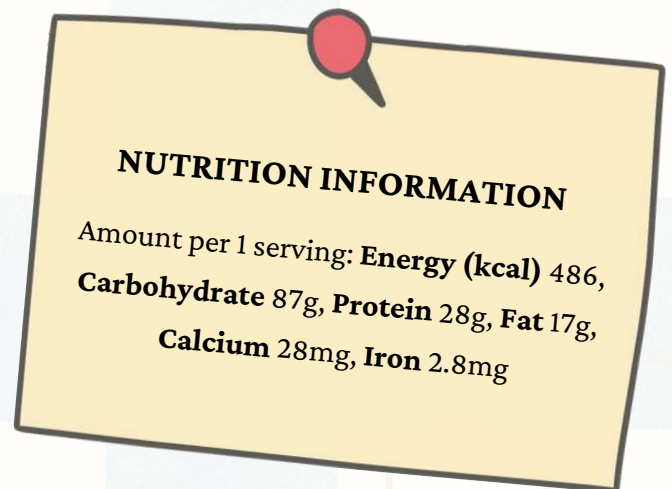 NUTRITION INFORMATION
Amount per 1 serving: Energy (kcal) 486,
Carbohydrate 87g, Protein 28g, Fat 17g,
Calcium 28mg, Iron 2.8mg